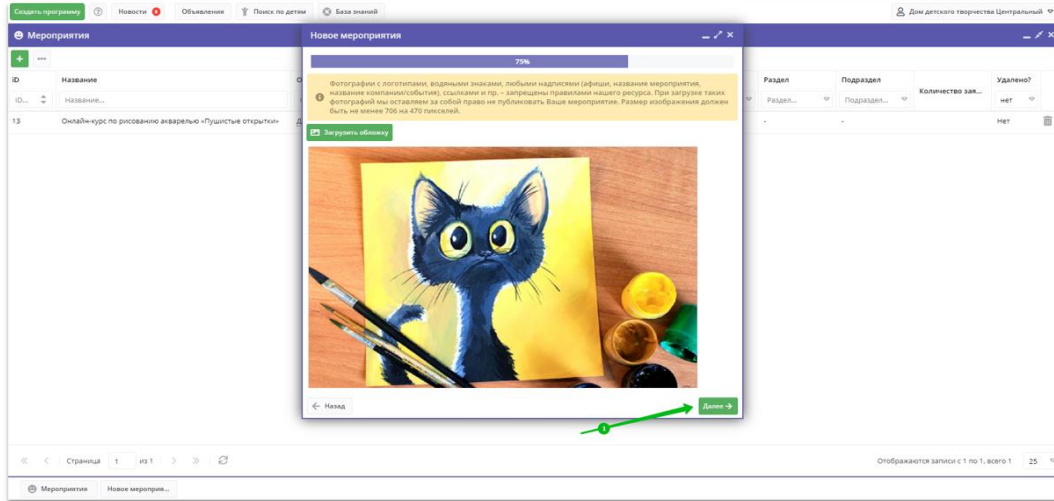 Создать программу
Новости
Объявления
Поиск по детям
База знаний
Дом детского творчества Центральный
Мероприятия
Новое мероприятие
75%
ID
Название
Фотографии с логотипами, водяными знаками, любыми надписями (афиши, название мероприятия,
название компании/события), ссылками и пр. – запрещены правилами нашего ресурса. При загрузке таких
фотографий мы оставляем за собой право не публиковать Ваше мероприятие. Размер изображения должен
быть не менее 706 на 470 пикселей.
Раздел
Подраздел
Количество зая...
Удалено?
ID...
Название...
Раздел...
Подраздел...
нет
13
Онлайн-курс по рисованию акварелью «Пушистые открытки»
-
-
Нет
Загрузить обложку
Назад
Далее
1
Страница 1 из 1
Отображаются записи с 1 по 1, всего 1
25
Мероприятия
Новое мероприя...